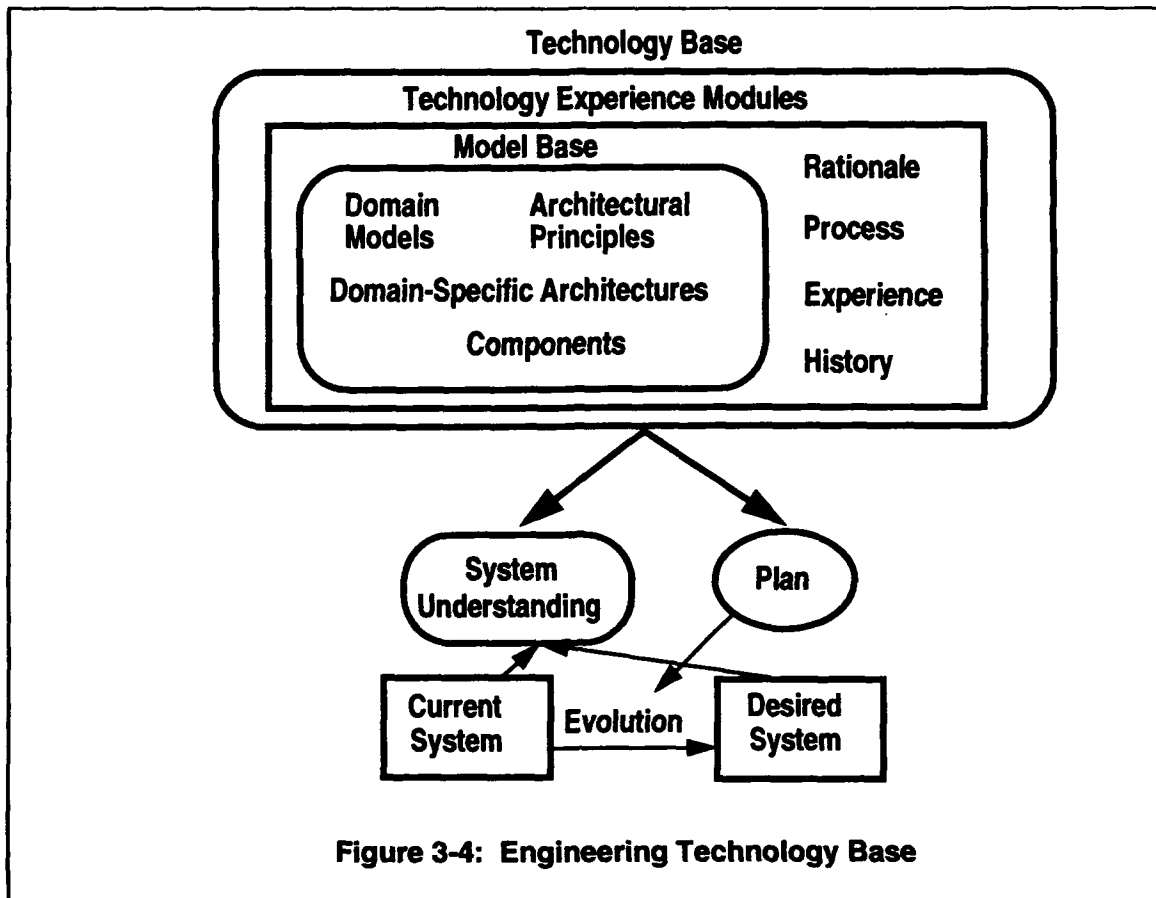 Technology Base
Technology Experience Modules
Model Base
Domain
Models
Architectural
Principles
Domain-Specific Architectures
Components
Rationale
Process
Experience
History
System
Understanding
Plan
Current
System
Evolution
Desired
System
Figure 3-4: Engineering Technology Base